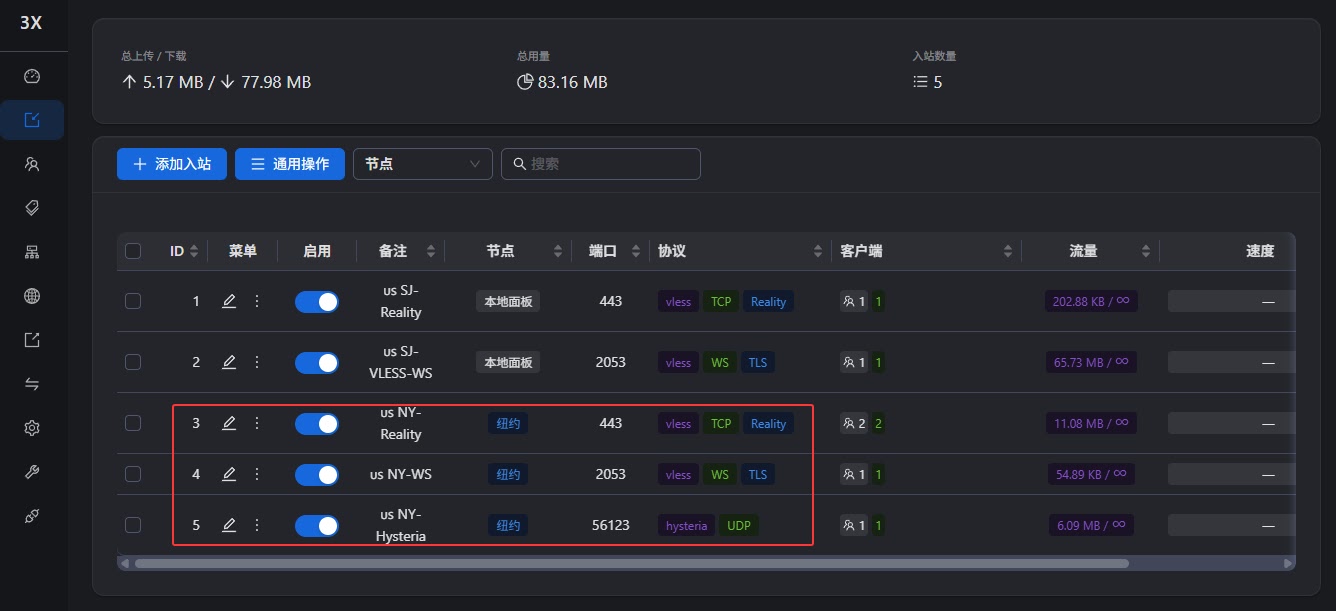 3X
总上传 / 下载 总用量 入站数量
5.17 MB / 77.98 MB 83.16 MB 5
添加入站 通用操作 节点 搜索
ID 菜单 启用 备注 节点 端口 协议 客户端 流量 速度
1 us SJ-Reality 本地面板 443 vless TCP Reality 1 1 202.88 KB / ∞ —
2 us SJ-VLESS-WS 本地面板 2053 vless WS TLS 1 1 65.73 MB / ∞ —
3 us NY-Reality 纽约 443 vless TCP Reality 2 2 11.08 MB / ∞ —
4 us NY-WS 纽约 2053 vless WS TLS 1 1 54.89 KB / ∞ —
5 us NY-Hysteria 纽约 56123 hysteria UDP 1 1 6.09 MB / ∞ —